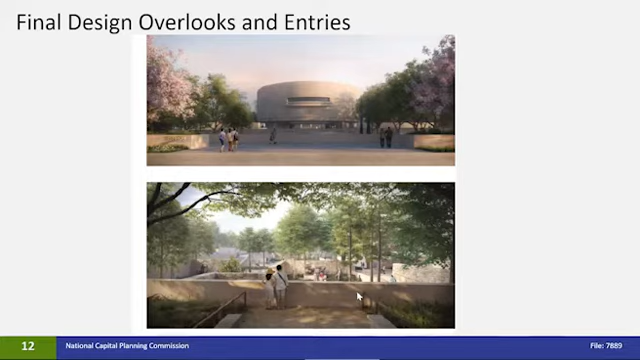 Final Design Overlooks and Entries
12
National Capital Planning Commission
File: 7889